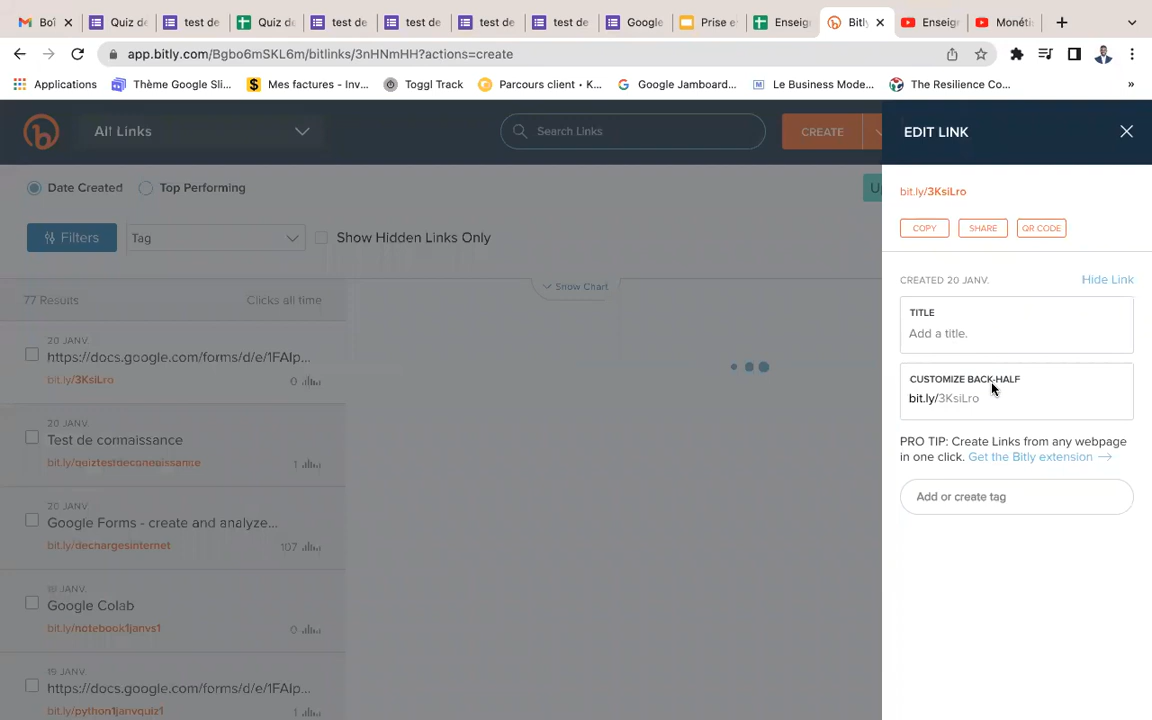 Boî
Quiz de
test de
Quiz d
test de
test de
test de
test de
Google
Prise e
Enseig
Bitly
Enseig
Monéti
app.bitly.com/Bgbo6mSKL6m/bitlinks/3nHNmHH?actions=create
Applications
Thème Google Sli...
Mes factures - Inv...
Toggl Track
Parcours client • K...
Google Jamboard...
Le Business Mode...
The Resilience Co...
»
All Links
Search Links
CREATE
EDIT LINK
Date Created
Top Performing
U
bit.ly/3KsiLro
Filters
Tag
Show Hidden Links Only
COPY
SHARE
QR CODE
Show Chart
CREATED 20 JANV.
Hide Link
77 Results
Clicks all time
TITLE
Add a title.
20 JANV.
https://docs.google.com/forms/d/e/1FAIp...
bit.ly/3KsiLro
0
CUSTOMIZE BACK-HALF
bit.ly/3KsiLro
20 JANV.
Test de connaissance
bit.ly/quiztestdeconnaissance
1
PRO TIP: Create Links from any webpage
in one click. Get the Bitly extension →
Add or create tag
20 JANV.
Google Forms - create and analyze...
bit.ly/dechargesinternet
107
19 JANV.
Google Colab
bit.ly/notebook1janvs1
0
19 JANV.
https://docs.google.com/forms/d/e/1FAIp...
bit.ly/python1janvquiz1
1